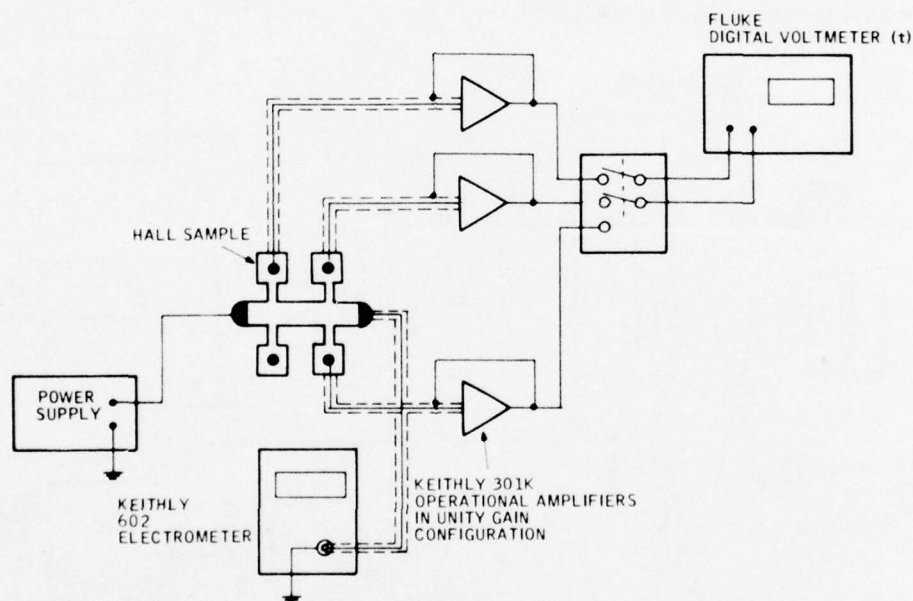 FLUKE
DIGITAL VOLTMETER (t)
HALL SAMPLE
POWER
SUPPLY
KEITHLY
602
ELECTROMETER
KEITHLY 301K
OPERATIONAL AMPLIFIERS
IN UNITY GAIN
CONFIGURATION